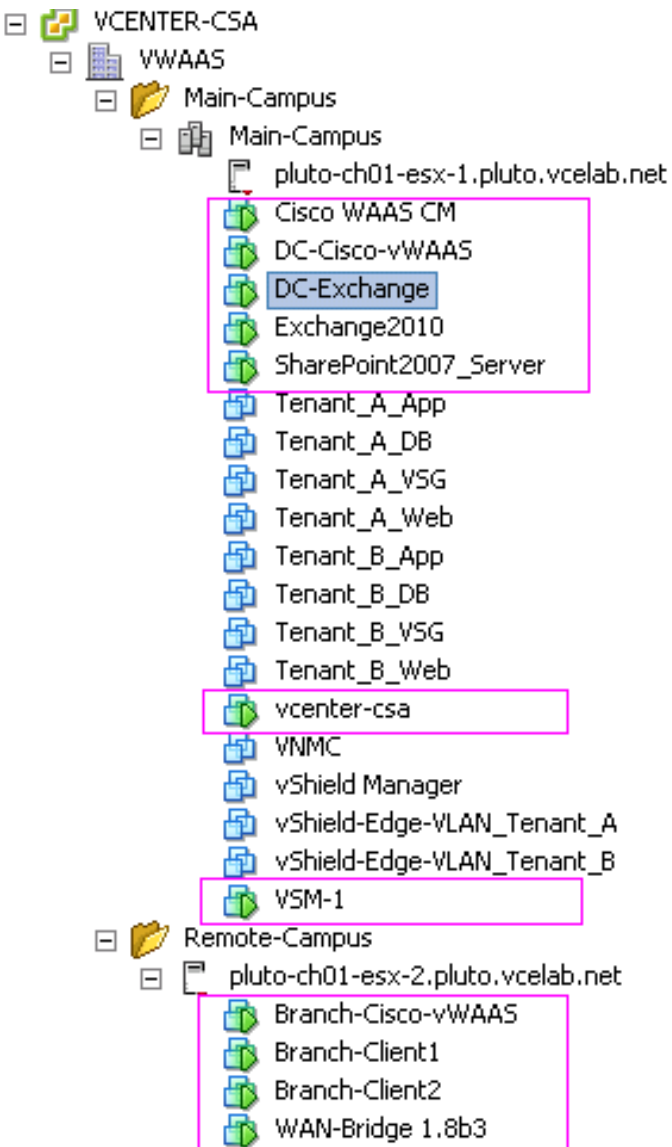 VCENTER-CSA
VWAAS
Main-Campus
Main-Campus
pluto-ch01-esx-1.pluto.vcelab.net
Cisco WAAS CM
DC-Cisco-vWAAS
DC-Exchange
Exchange2010
SharePoint2007_Server
Tenant_A_App
Tenant_A_DB
Tenant_A_VSG
Tenant_A_Web
Tenant_B_App
Tenant_B_DB
Tenant_B_VSG
Tenant_B_Web
vcenter-csa
VNMC
vShield Manager
vShield-Edge-VLAN_Tenant_A
vShield-Edge-VLAN_Tenant_B
VSM-1
Remote-Campus
pluto-ch01-esx-2.pluto.vcelab.net
Branch-Cisco-vWAAS
Branch-Client1
Branch-Client2
WAN-Bridge 1.8b3